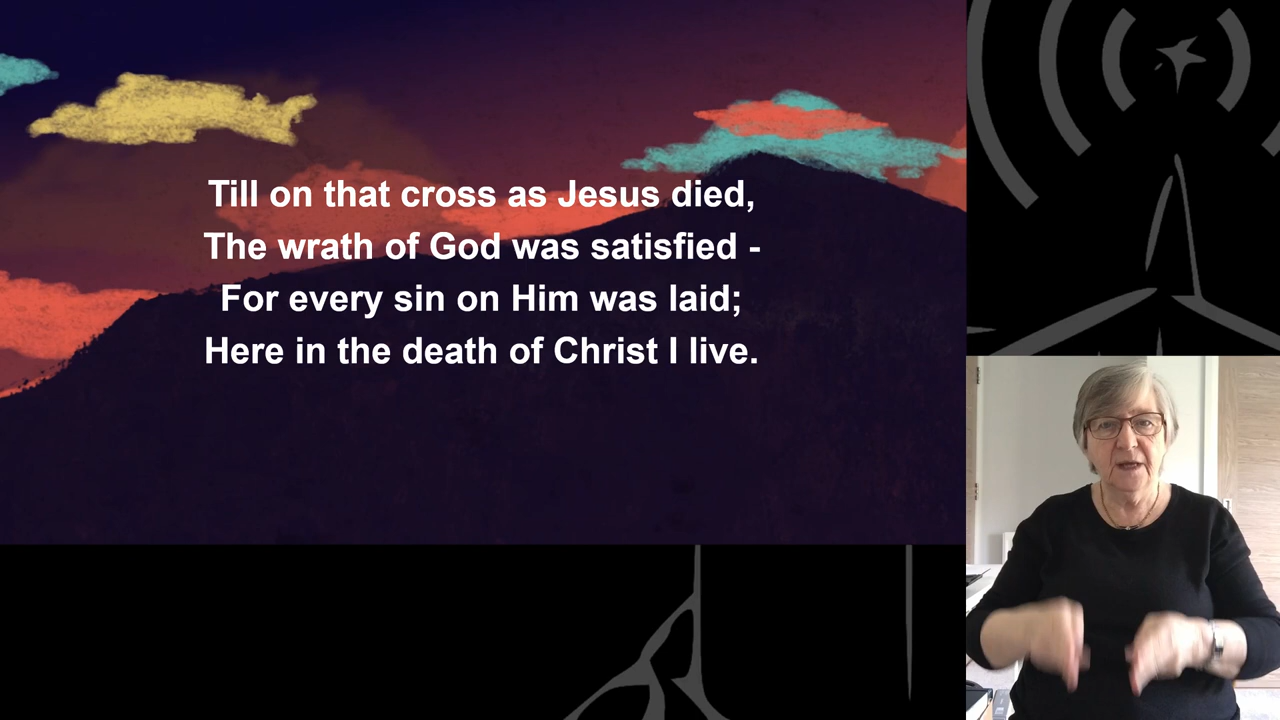 Till on that cross as Jesus died,
The wrath of God was satisfied -
For every sin on Him was laid;
Here in the death of Christ I live.